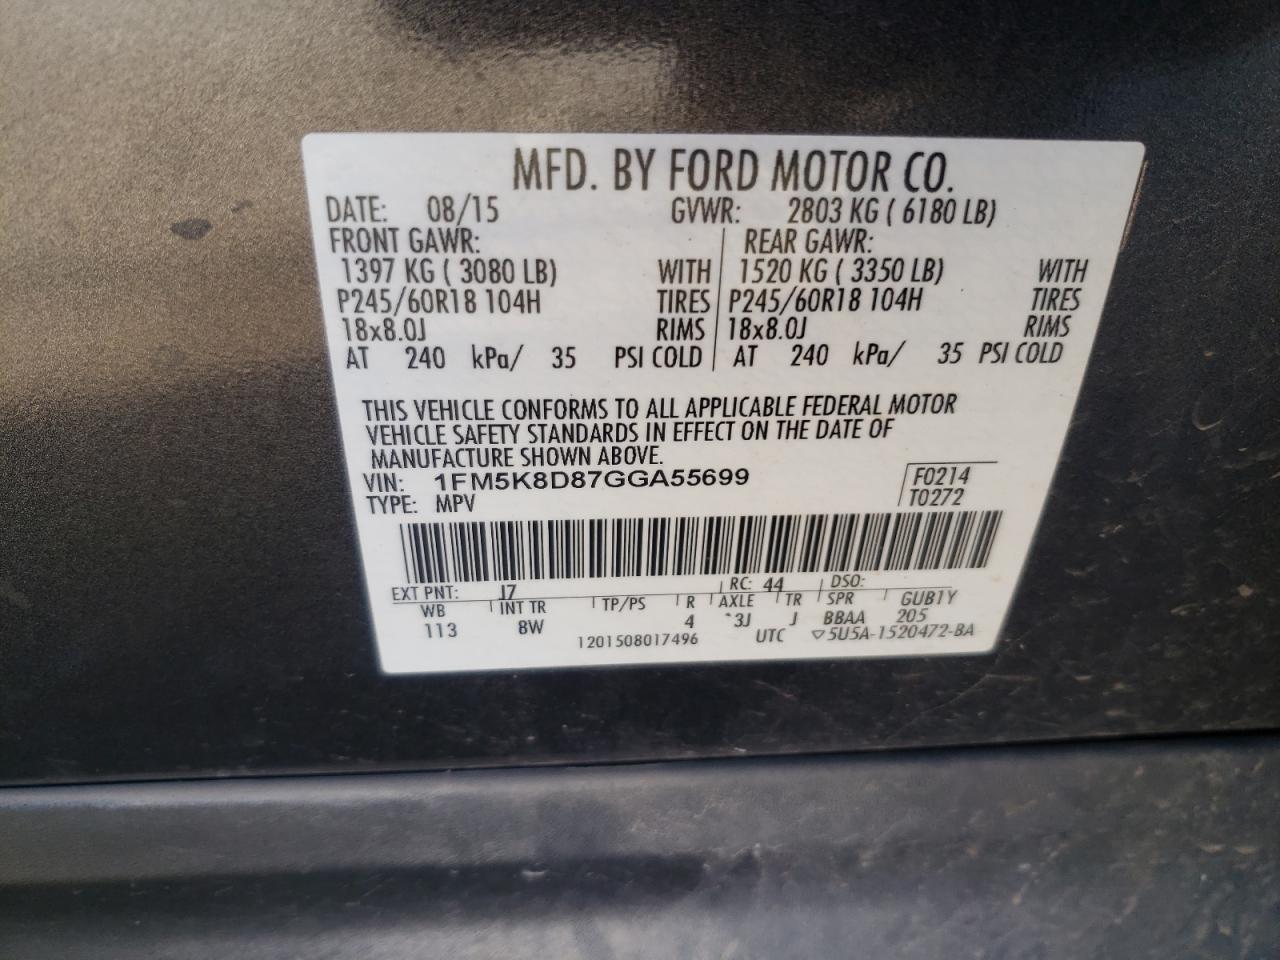 MFD. BY FORD MOTOR CO.
DATE: 08/15 GVWR: 2803 KG ( 6180 LB)
FRONT GAWR: REAR GAWR:
1397 KG ( 3080 LB) WITH 1520 KG ( 3350 LB) WITH
P245/60R18 104H TIRES P245/60R18 104H TIRES
18x8.0J RIMS 18x8.0J RIMS
AT 240 kPa/ 35 PSI COLD AT 240 kPa/ 35 PSI COLD
THIS VEHICLE CONFORMS TO ALL APPLICABLE FEDERAL MOTOR
VEHICLE SAFETY STANDARDS IN EFFECT ON THE DATE OF
MANUFACTURE SHOWN ABOVE.
VIN: 1FM5K8D87GGA55699 F0214
TYPE: MPV T0272
EXT PNT: J7 RC: 44 DSO:
WB INT TR TP/PS R AXLE TR SPR GUB1Y
113 8W 4 *3J J BBAA 205
1201508017496 UTC ▽5U5A-1520472-BA